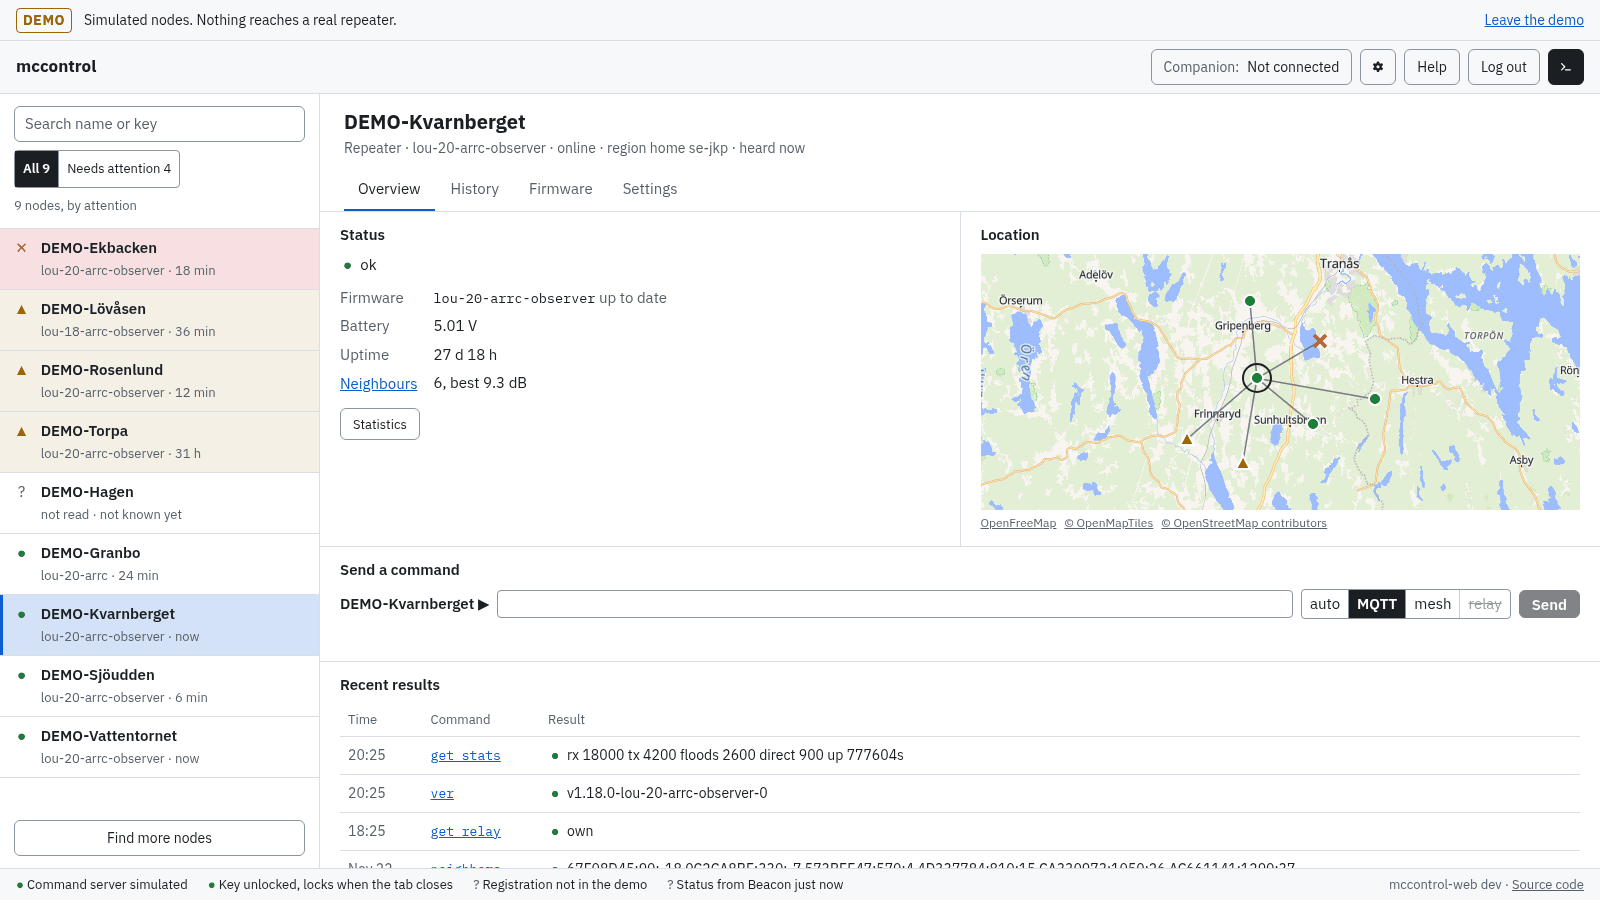 DEMO Simulated nodes. Nothing reaches a real repeater. Leave the demo
mccontrol Companion: Not connected Help Log out
Search name or key
All 9 Needs attention 4
9 nodes, by attention
DEMO-Ekbacken
lou-20-arrc-observer · 18 min
DEMO-Lövåsen
lou-18-arrc-observer · 36 min
DEMO-Rosenlund
lou-20-arrc-observer · 12 min
DEMO-Torpa
lou-20-arrc-observer · 31 h
? DEMO-Hagen
not read · not known yet
DEMO-Granbo
lou-20-arrc · 24 min
DEMO-Kvarnberget
lou-20-arrc-observer · now
DEMO-Sjöudden
lou-20-arrc-observer · 6 min
DEMO-Vattentornet
lou-20-arrc-observer · now
Find more nodes
DEMO-Kvarnberget
Repeater · lou-20-arrc-observer · online · region home se-jkp · heard now
Overview History Firmware Settings
Status
ok
Firmware lou-20-arrc-observer up to date
Battery 5.01 V
Uptime 27 d 18 h
Neighbours 6, best 9.3 dB
Statistics
Location
Tranås
Adelöv
Örserum
Gripenberg
TORPÖN
Ören
Hestra
Frinnaryd
Asby
OpenFreeMap © OpenMapTiles © OpenStreetMap contributors
Send a command
DEMO-Kvarnberget ▶ auto MQTT mesh relay Send
Recent results
Time Command Result
20:25 get stats rx 18000 tx 4200 floods 2600 direct 900 up 777604s
20:25 ver v1.18.0-lou-20-arrc-observer-0
18:25 get relay own
Command server simulated Key unlocked, locks when the tab closes ? Registration not in the demo ? Status from Beacon just now mccontrol-web dev · Source code